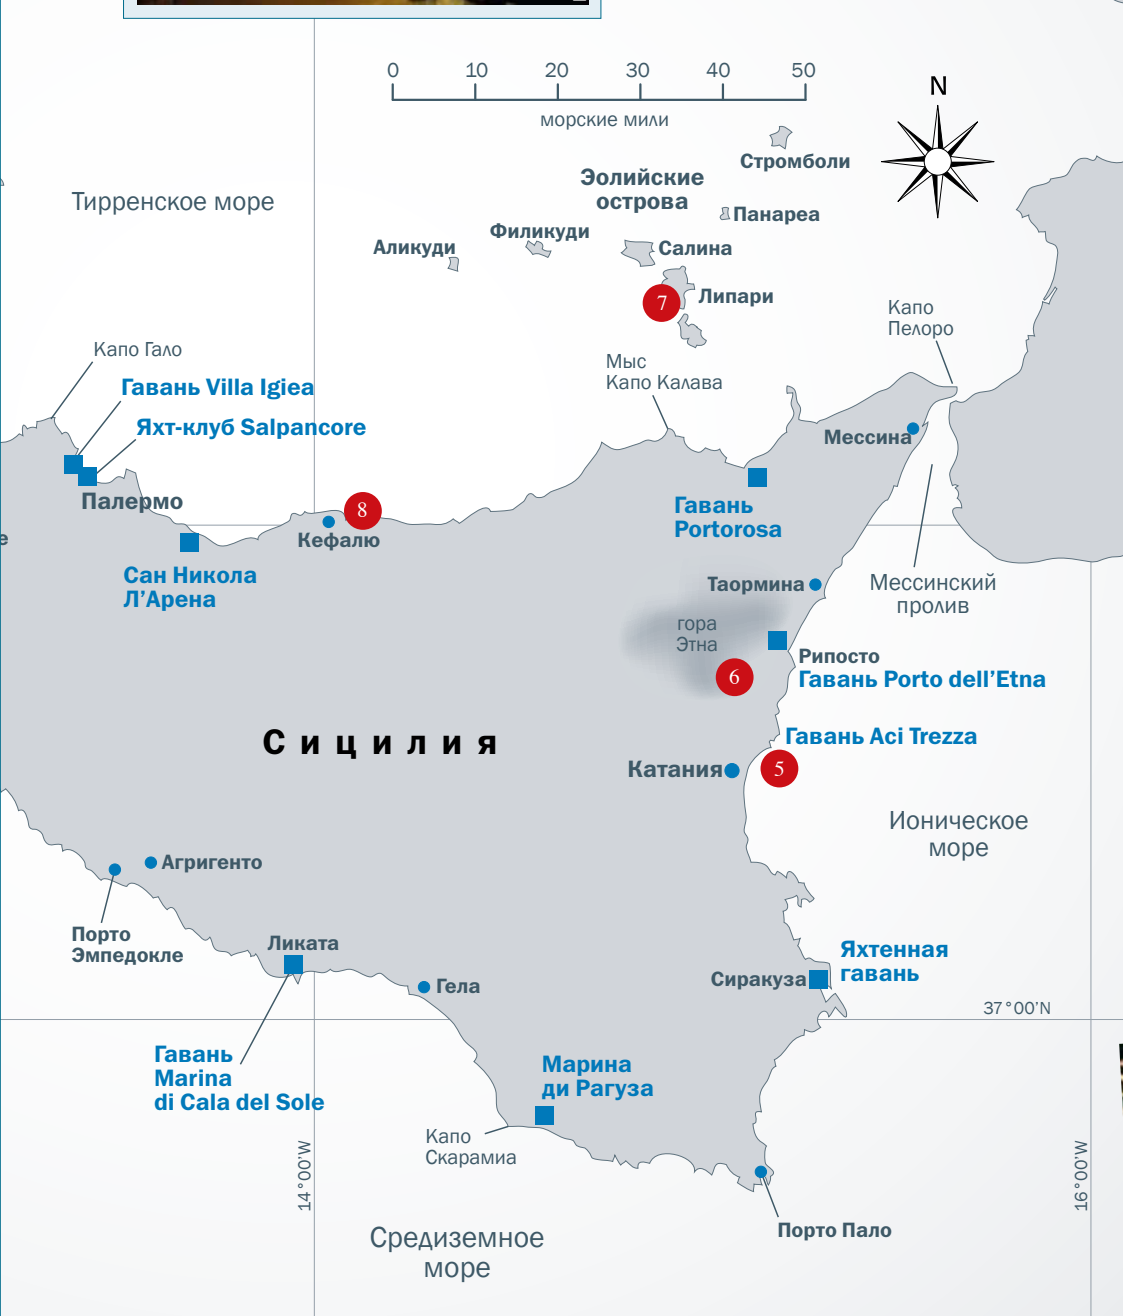 0 10 20 30 40 50
морские мили
N
Стромболи
Эолийские
острова
Тирренское море
Панареа
Филикуди
Аликуди
Салина
Липари
7
Капо
Пелоро
Капо Гало
Мыс
Капо Калава
Гавань Villa Igiea
Яхт-клуб Salpancore
Мессина
Палермо
8
Кефалю
Гавань
Portorosa
е
Сан Никола
Л’Арена
Таормина
Мессинский
пролив
гора
Этна
Рипосто
Гавань Porto dell’Etna
6
Сицилия
Гавань Aci Trezza
Катания
5
Ионическое
море
Агригенто
Порто
Эмпедокле
Ликата
Яхтенная
гавань
Сиракуза
Гела
37°00’N
Гавань
Marina
di Cala del Sole
Марина
ди Рагуза
Капо
Скарамиа
14°00’W
16°00’W
Порто Пало
Средиземное
море